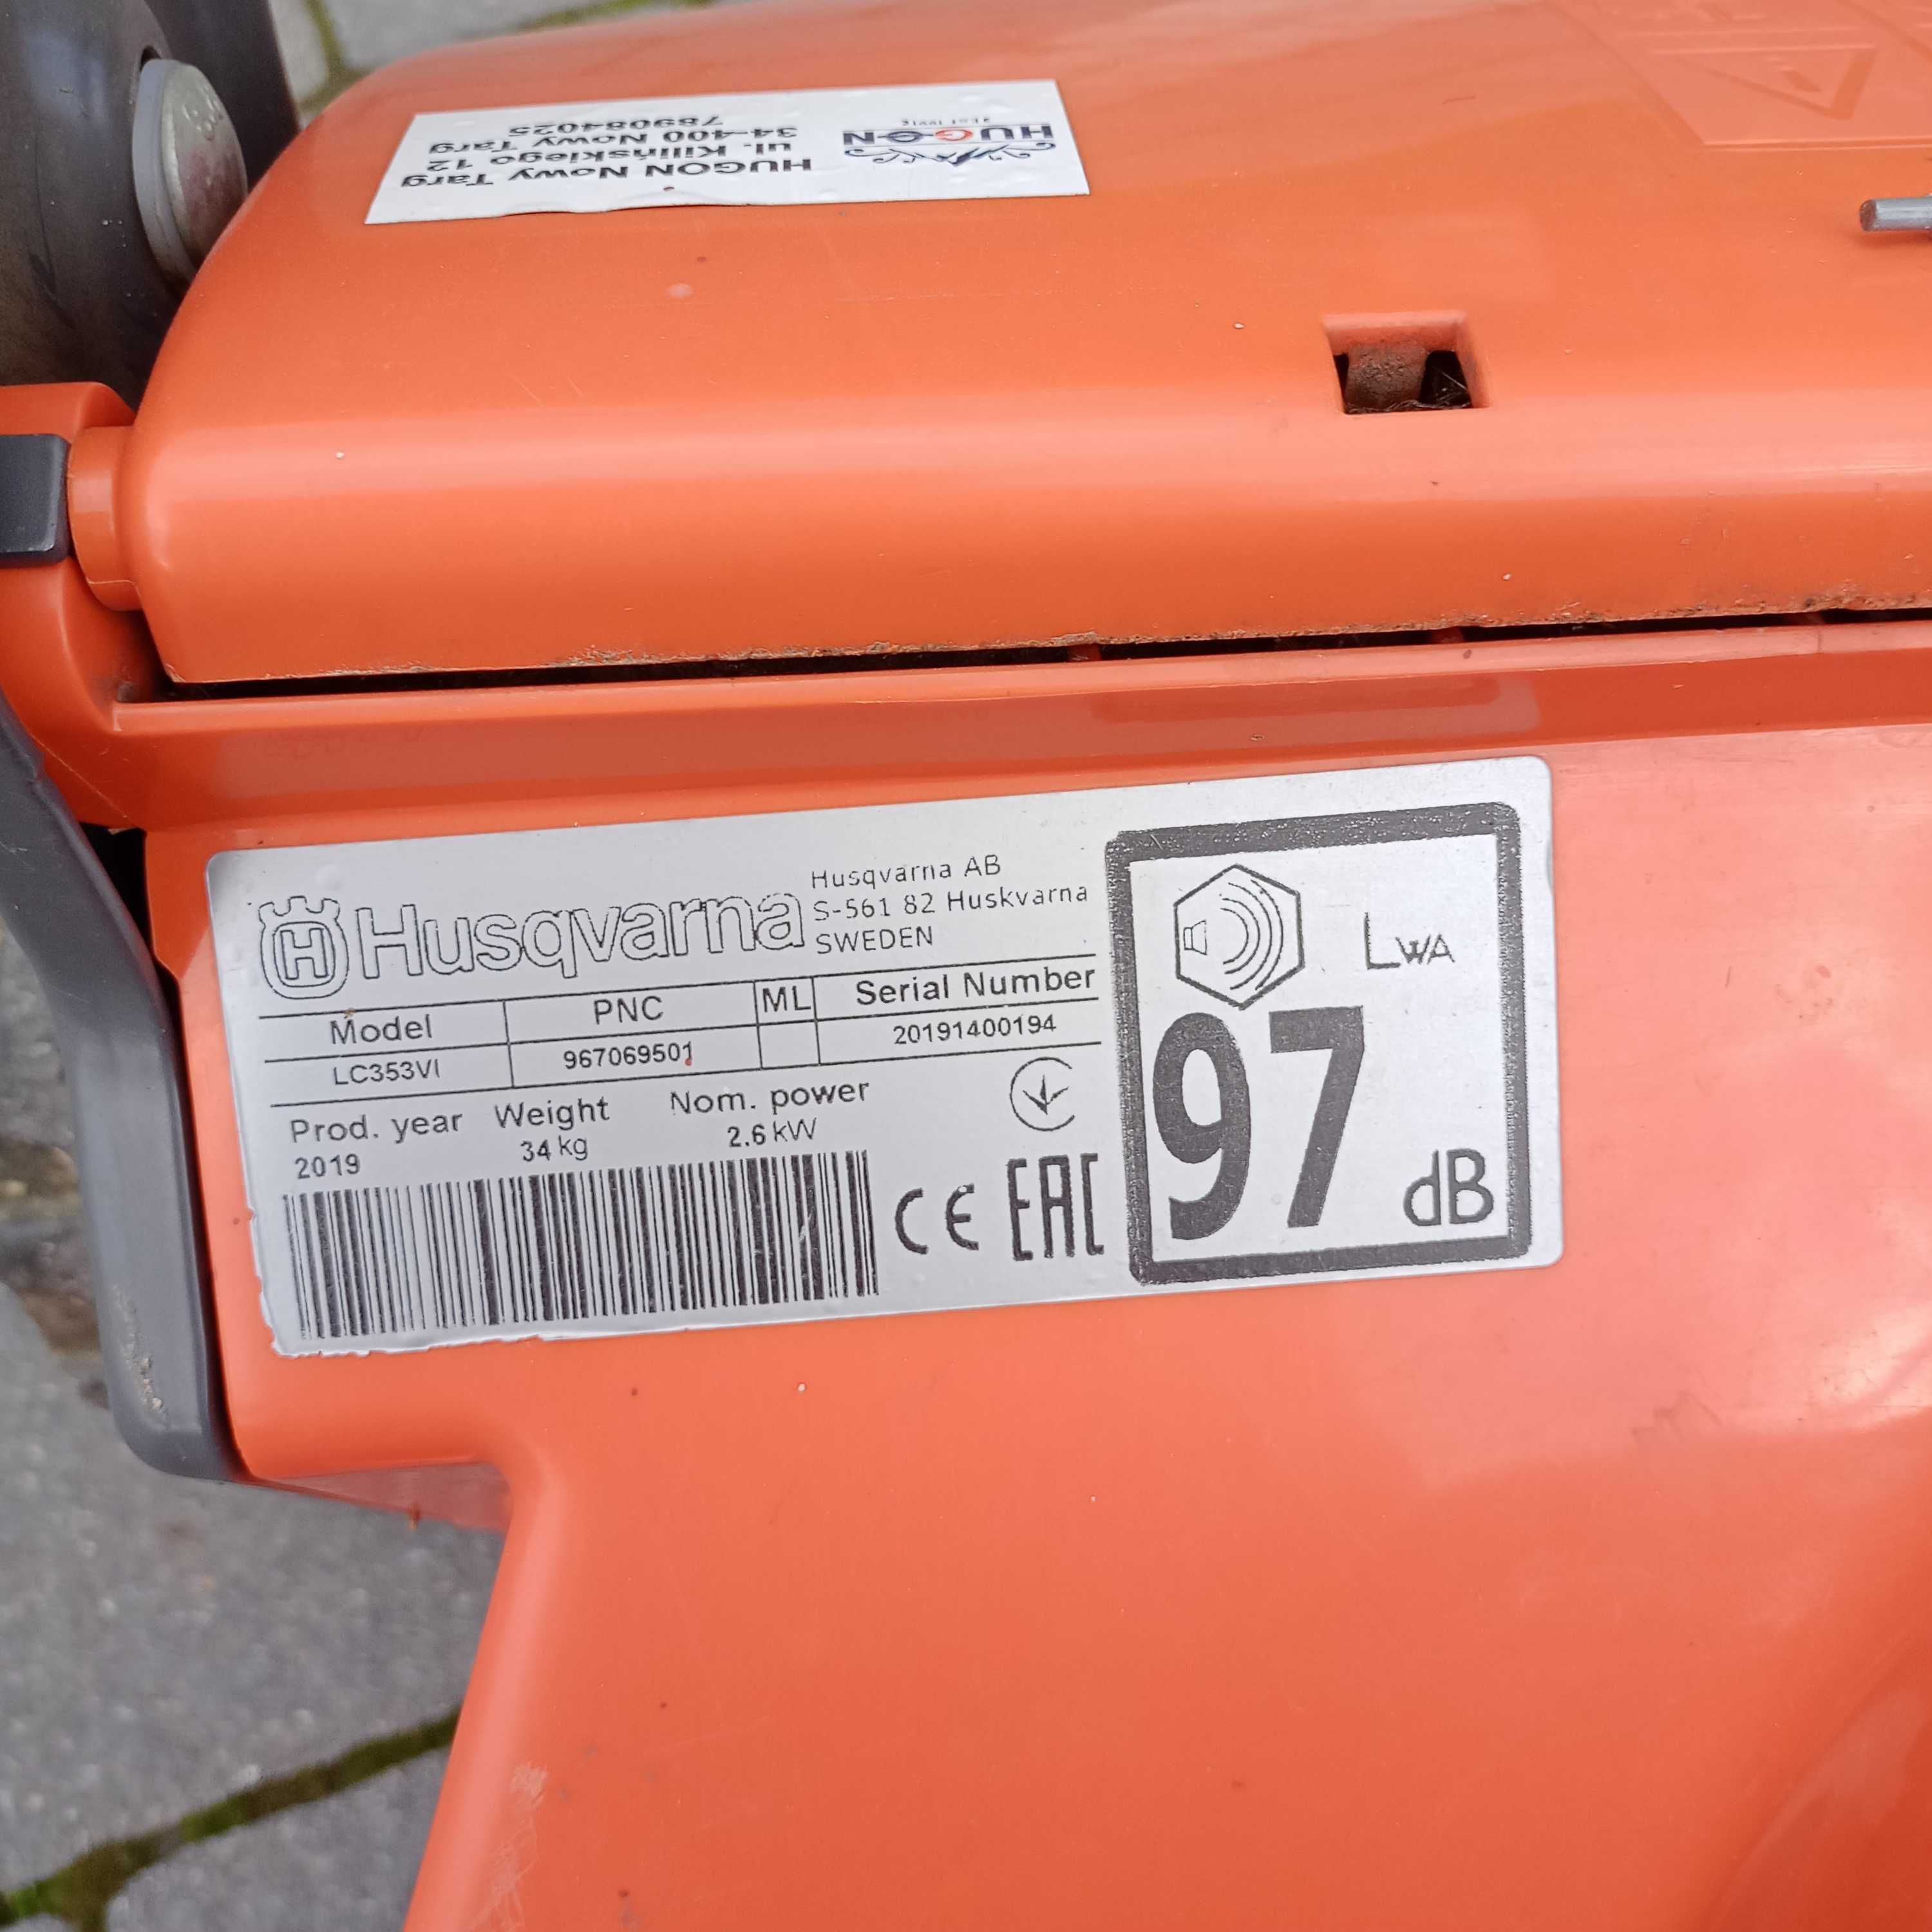 HUGON
HUGON Nowy Targ
ul. Kilińskiego 12
34-400 Nowy Targ
789084025
H Husqvarna
Husqvarna AB
S-561 82 Huskvarna
SWEDEN
Model PNC ML Serial Number
LC353VI 967069501 20191400194
Prod. year Weight Nom. power
2019 34 kg 2.6 kW
CE EAC
LWA
97
dB